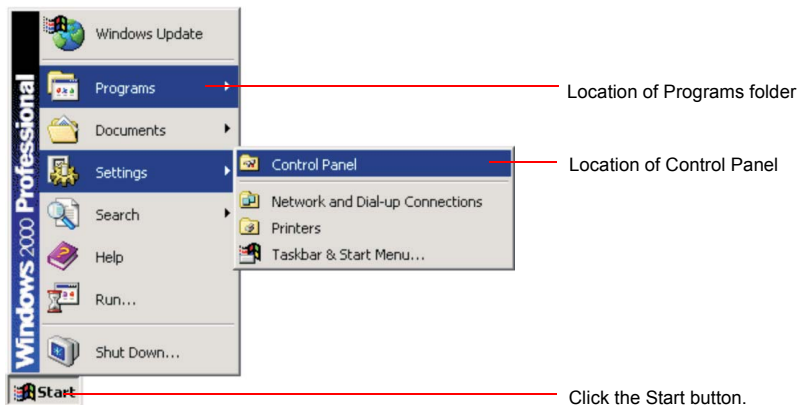 Windows 2000 Professional
Windows Update
Programs
Location of Programs folder
Documents
Settings
Control Panel
Location of Control Panel
Network and Dial-up Connections
Search
Printers
Help
Taskbar & Start Menu...
Run...
Shut Down...
Start
Click the Start button.